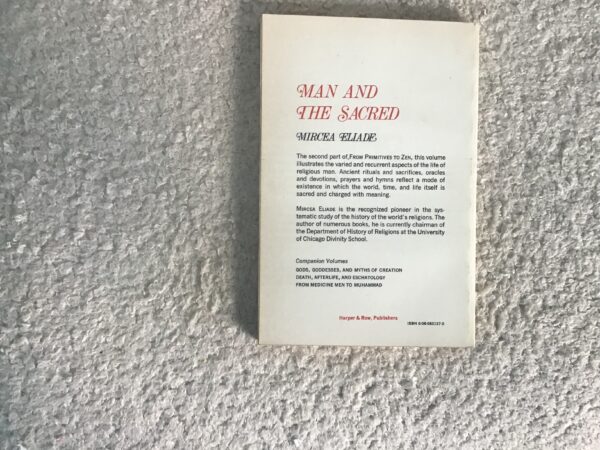 MAN AND
THE SACRED
MIRCEA ELIADE
The second part of, FROM PRIMITIVES TO ZEN, this volume
illustrates the varied and recurrent aspects of the life of
religious man. Ancient rituals and sacrifices, oracles
and devotions, prayers and hymns reflect a mode of
existence in which the world, time, and life itself is
sacred and charged with meaning.
MIRCEA ELIADE is the recognized pioneer in the sys-
tematic study of the history of the world's religions. The
author of numerous books, he is currently chairman of
the Department of History of Religions at the University
of Chicago Divinity School.
Companion Volumes
GODS, GODDESSES, AND MYTHS OF CREATION
DEATH, AFTERLIFE, AND ESCHATOLOGY
FROM MEDICINE MEN TO MUHAMMAD
Harper & Row, Publishers
ISBN